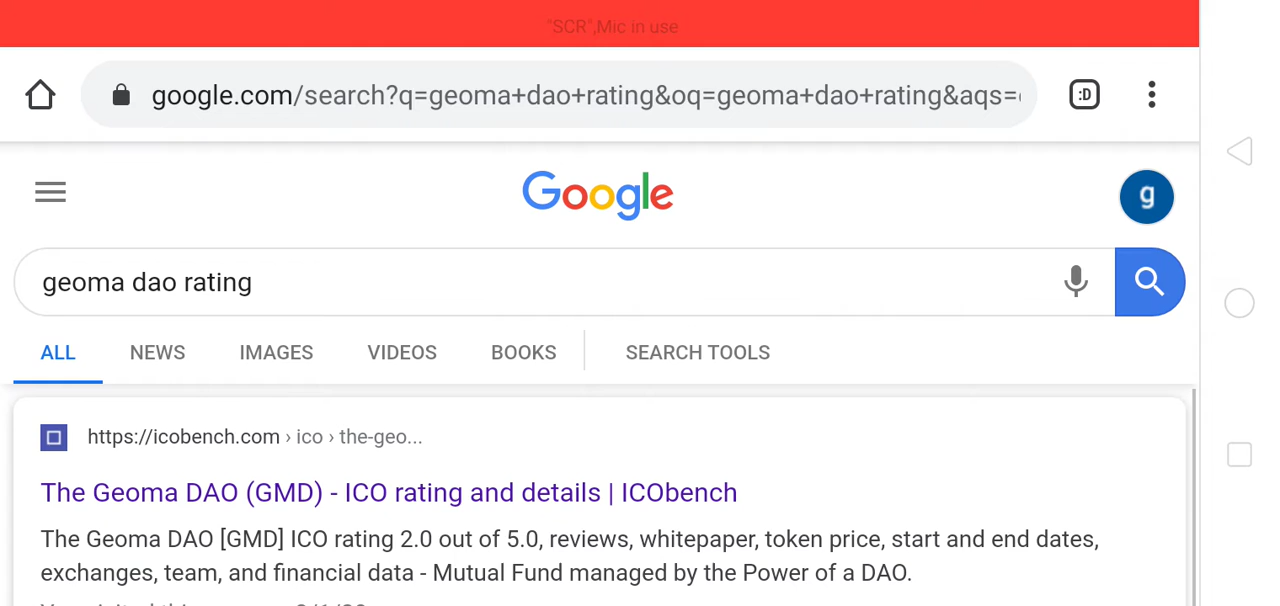 "SCR",Mic in use
google.com/search?q=geoma+dao+rating&oq=geoma+dao+rating&aqs=
:D
Google
g
geoma dao rating
ALL NEWS IMAGES VIDEOS BOOKS SEARCH TOOLS
https://icobench.com › ico › the-geo...
The Geoma DAO (GMD) - ICO rating and details | ICObench
The Geoma DAO [GMD] ICO rating 2.0 out of 5.0, reviews, whitepaper, token price, start and end dates,
exchanges, team, and financial data - Mutual Fund managed by the Power of a DAO.